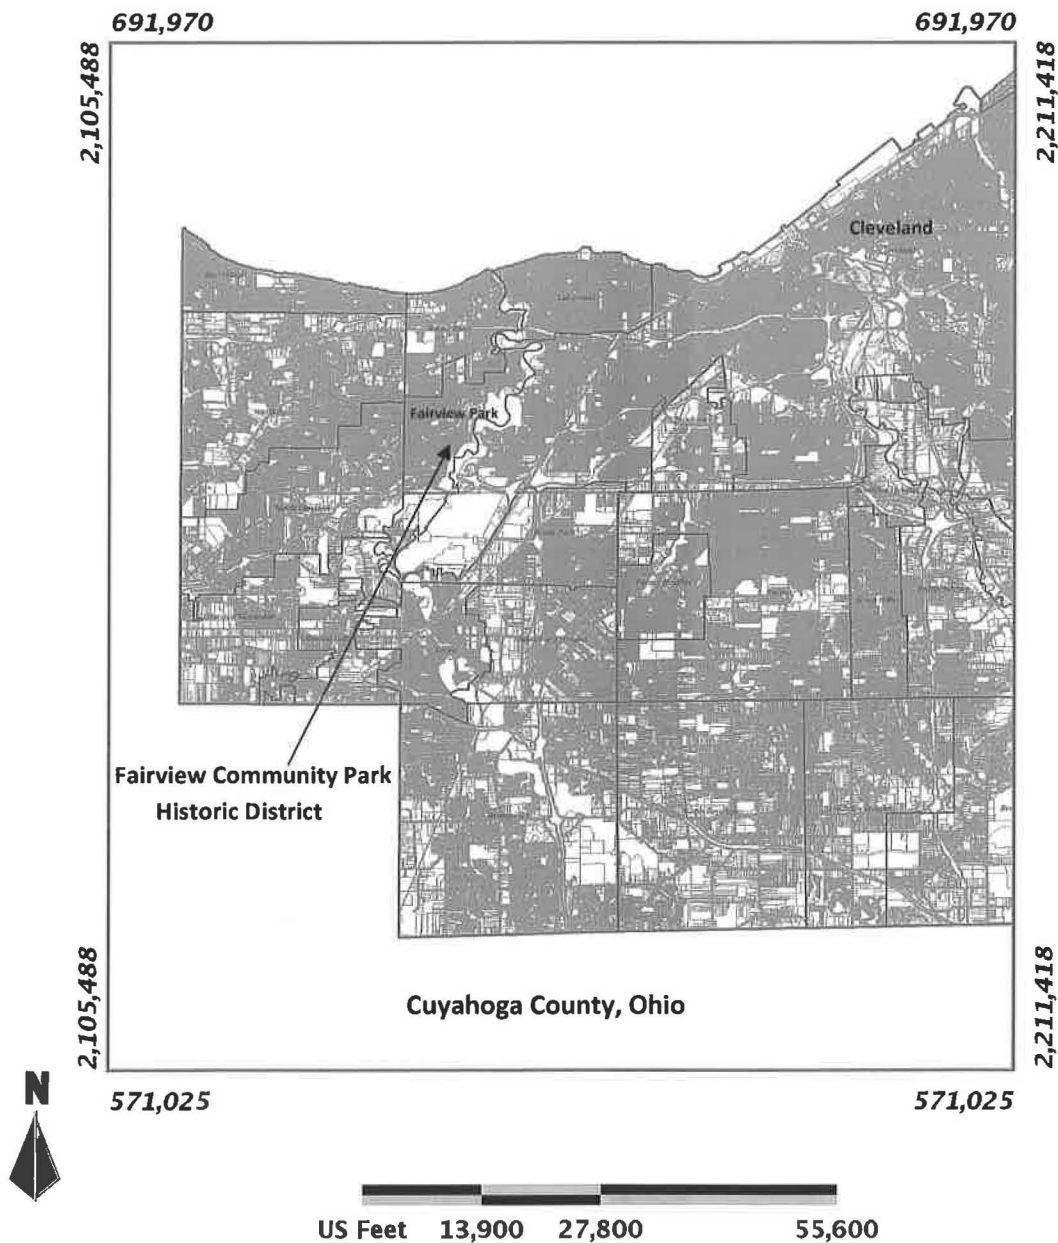 691,970
691,970
2,105,488
2,211,418
Cleveland
Fairview Park
Fairview Community Park
Historic District
2,105,488
2,211,418
Cuyahoga County, Ohio
571,025
571,025
N
US Feet 13,900 27,800 55,600